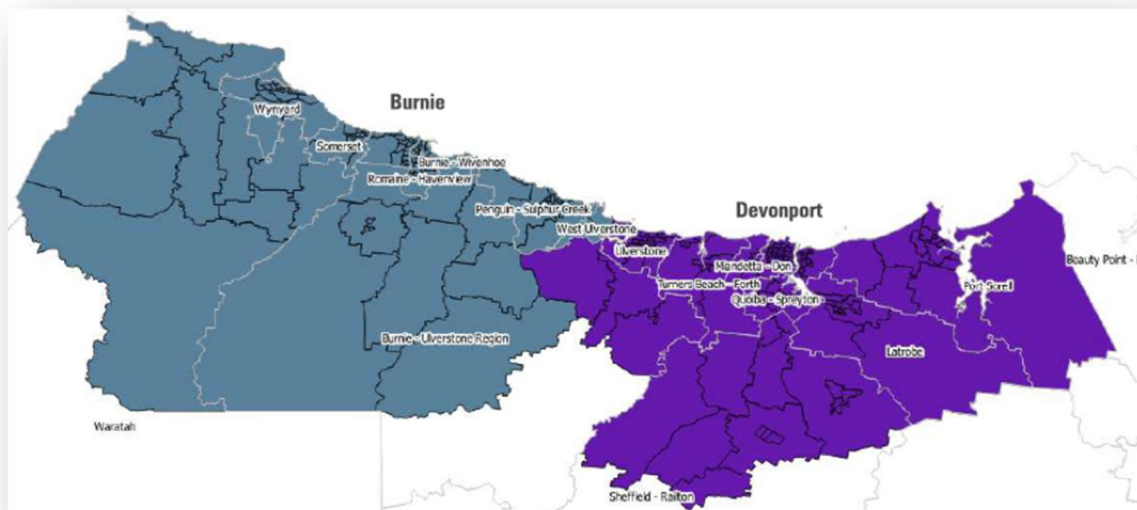 Burnie
Wynyard
Somerset
Burnie - Wivenhoe
Romaine - Havenview
Penguin - Sulphur Creek
West Ulverstone
Devonport
Ulverstone
Miandetta - Don
Beauty Point -
Turners Beach - Forth
Port Sorell
Quoiba - Spreyton
Burnie - Ulverstone Region
Latrobe
Waratah
Sheffield - Railton